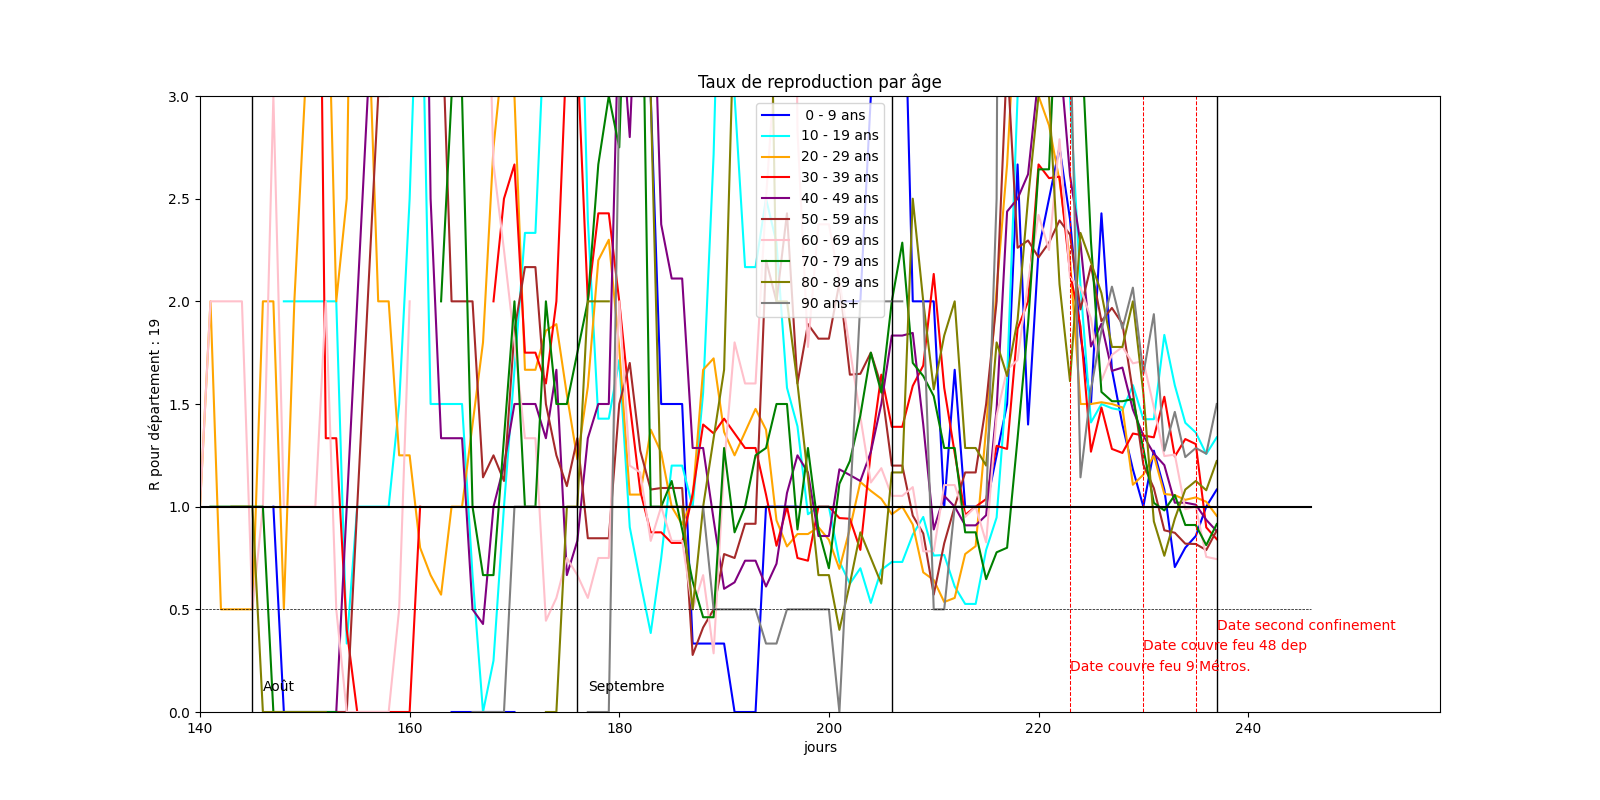 Taux de reproduction par âge
R pour département : 19
3.0
2.5
2.0
1.5
1.0
0.5
0.0
0 - 9 ans
10 - 19 ans
20 - 29 ans
30 - 39 ans
40 - 49 ans
50 - 59 ans
60 - 69 ans
70 - 79 ans
80 - 89 ans
90 ans+
Date second confinement
Date couvre feu 48 dep
Date couvre feu 9 Métros.
Août
Septembre
140
160
180
200
220
240
jours